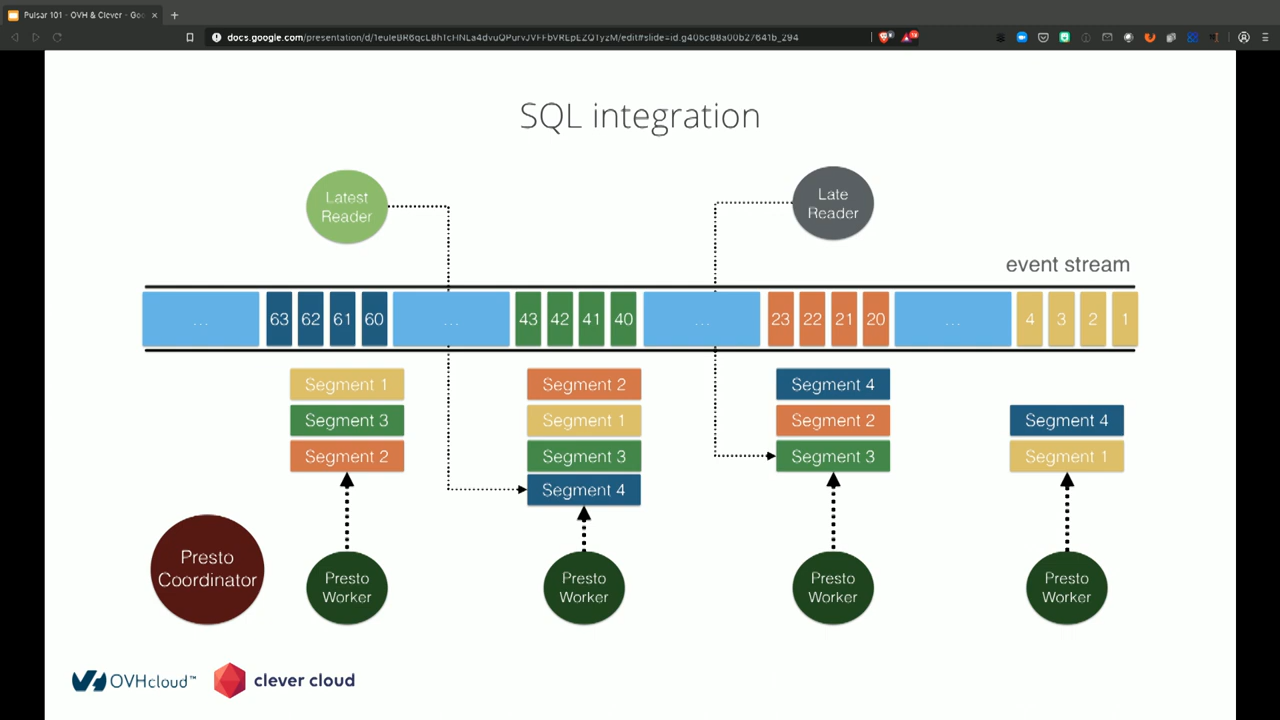 Pulsar 101 - OVH & Clever - Goo
SQL integration
Latest
Reader
Late
Reader
event stream
... 63 62 61 60 ... 43 42 41 40 ... 23 22 21 20 ... 4 3 2 1
Segment 1
Segment 3
Segment 2
Segment 2
Segment 1
Segment 3
Segment 4
Segment 4
Segment 2
Segment 3
Segment 4
Segment 1
Presto
Coordinator
Presto
Worker
Presto
Worker
Presto
Worker
Presto
Worker
OVHcloud™
clever cloud